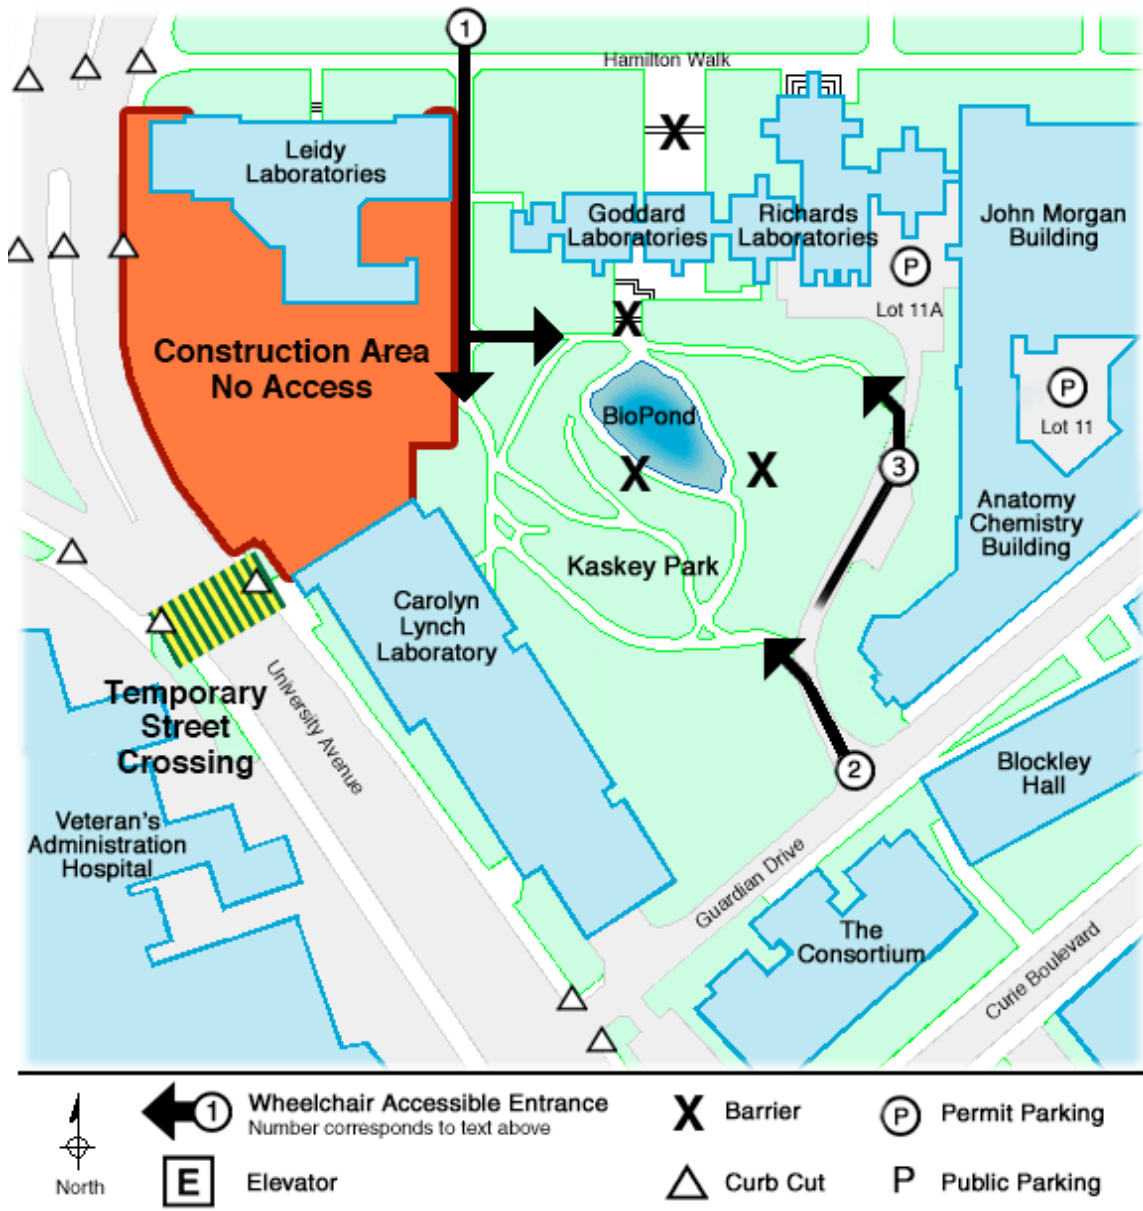 1
Hamilton Walk
X
Leidy
Laboratories
Goddard
Laboratories
Richards
Laboratories
John Morgan
Building
P
Lot 11A
X
Construction Area
No Access
P
Lot 11
BioPond
X
X
3
Anatomy
Chemistry
Building
Kaskey Park
Carolyn
Lynch
Laboratory
Temporary
Street
Crossing
University Avenue
2
Blockley
Hall
Veteran's
Administration
Hospital
Guardian Drive
The
Consortium
Curie Boulevard
North
1 Wheelchair Accessible Entrance
Number corresponds to text above
E Elevator
X Barrier
Curb Cut
P Permit Parking
P Public Parking